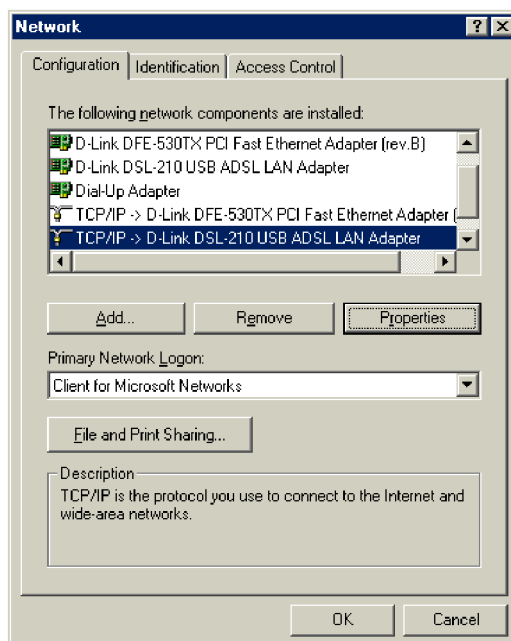 Network
Configuration Identification Access Control
The following network components are installed:
D-Link DFE-530TX PCI Fast Ethernet Adapter (rev.B)
D-Link DSL-210 USB ADSL LAN Adapter
Dial-Up Adapter
TCP/IP -> D-Link DFE-530TX PCI Fast Ethernet Adapter (
TCP/IP -> D-Link DSL-210 USB ADSL LAN Adapter
Add... Remove Properties
Primary Network Logon:
Client for Microsoft Networks
File and Print Sharing...
Description
TCP/IP is the protocol you use to connect to the Internet and
wide-area networks.
OK Cancel